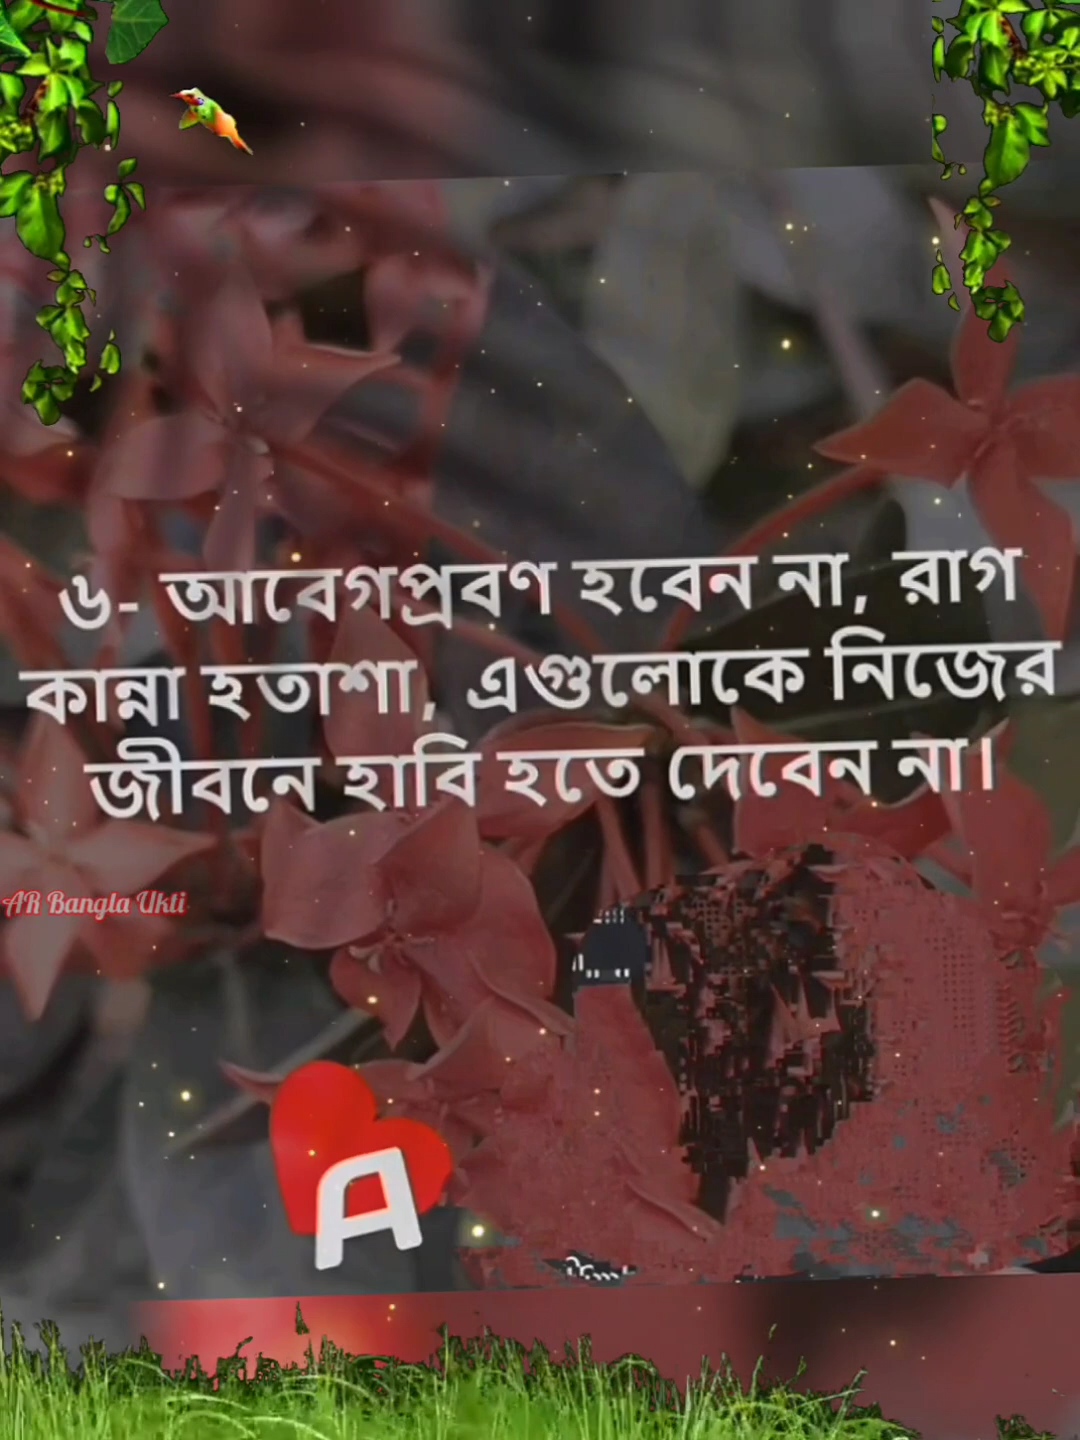 ৬- আবেগপ্রবণ হবেন না, রাগ
কান্না হতাশা, এগুলোকে নিজের
জীবনে হাবি হতে দেবেন না।
AR Bangla Ukti
A